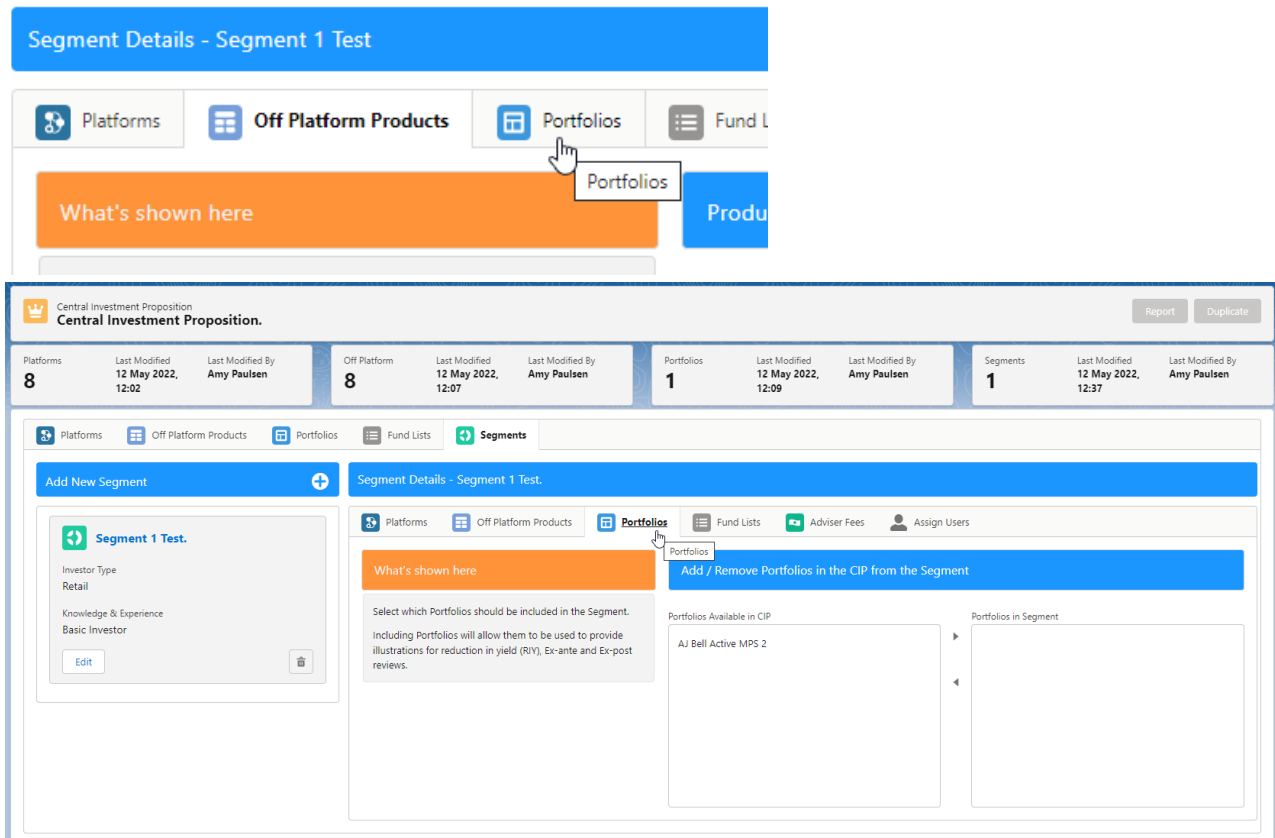 Segment Details - Segment 1 Test
Platforms Off Platform Products Portfolios Fund L
Portfolios
What's shown here Produ
Central Investment Proposition
Central Investment Proposition.
Report Duplicate
Platforms Last Modified Last Modified By Off Platform Last Modified Last Modified By Portfolios Last Modified Last Modified By Segments Last Modified Last Modified By
8 12 May 2022, Amy Paulsen 8 12 May 2022, Amy Paulsen 1 12 May 2022, Amy Paulsen 1 12 May 2022, Amy Paulsen
12:02 12:07 12:09 12:37
Platforms Off Platform Products Portfolios Fund Lists Segments
Add New Segment
Segment 1 Test.
Investor Type
Retail
Knowledge & Experience
Basic Investor
Edit
Segment Details - Segment 1 Test.
Platforms Off Platform Products Portfolios Fund Lists Adviser Fees Assign Users
Portfolios
What's shown here
Select which Portfolios should be included in the Segment.
Including Portfolios will allow them to be used to provide
illustrations for reduction in yield (RIY), Ex-ante and Ex-post
reviews.
Add / Remove Portfolios in the CIP from the Segment
Portfolios Available in CIP
AJ Bell Active MPS 2
Portfolios in Segment